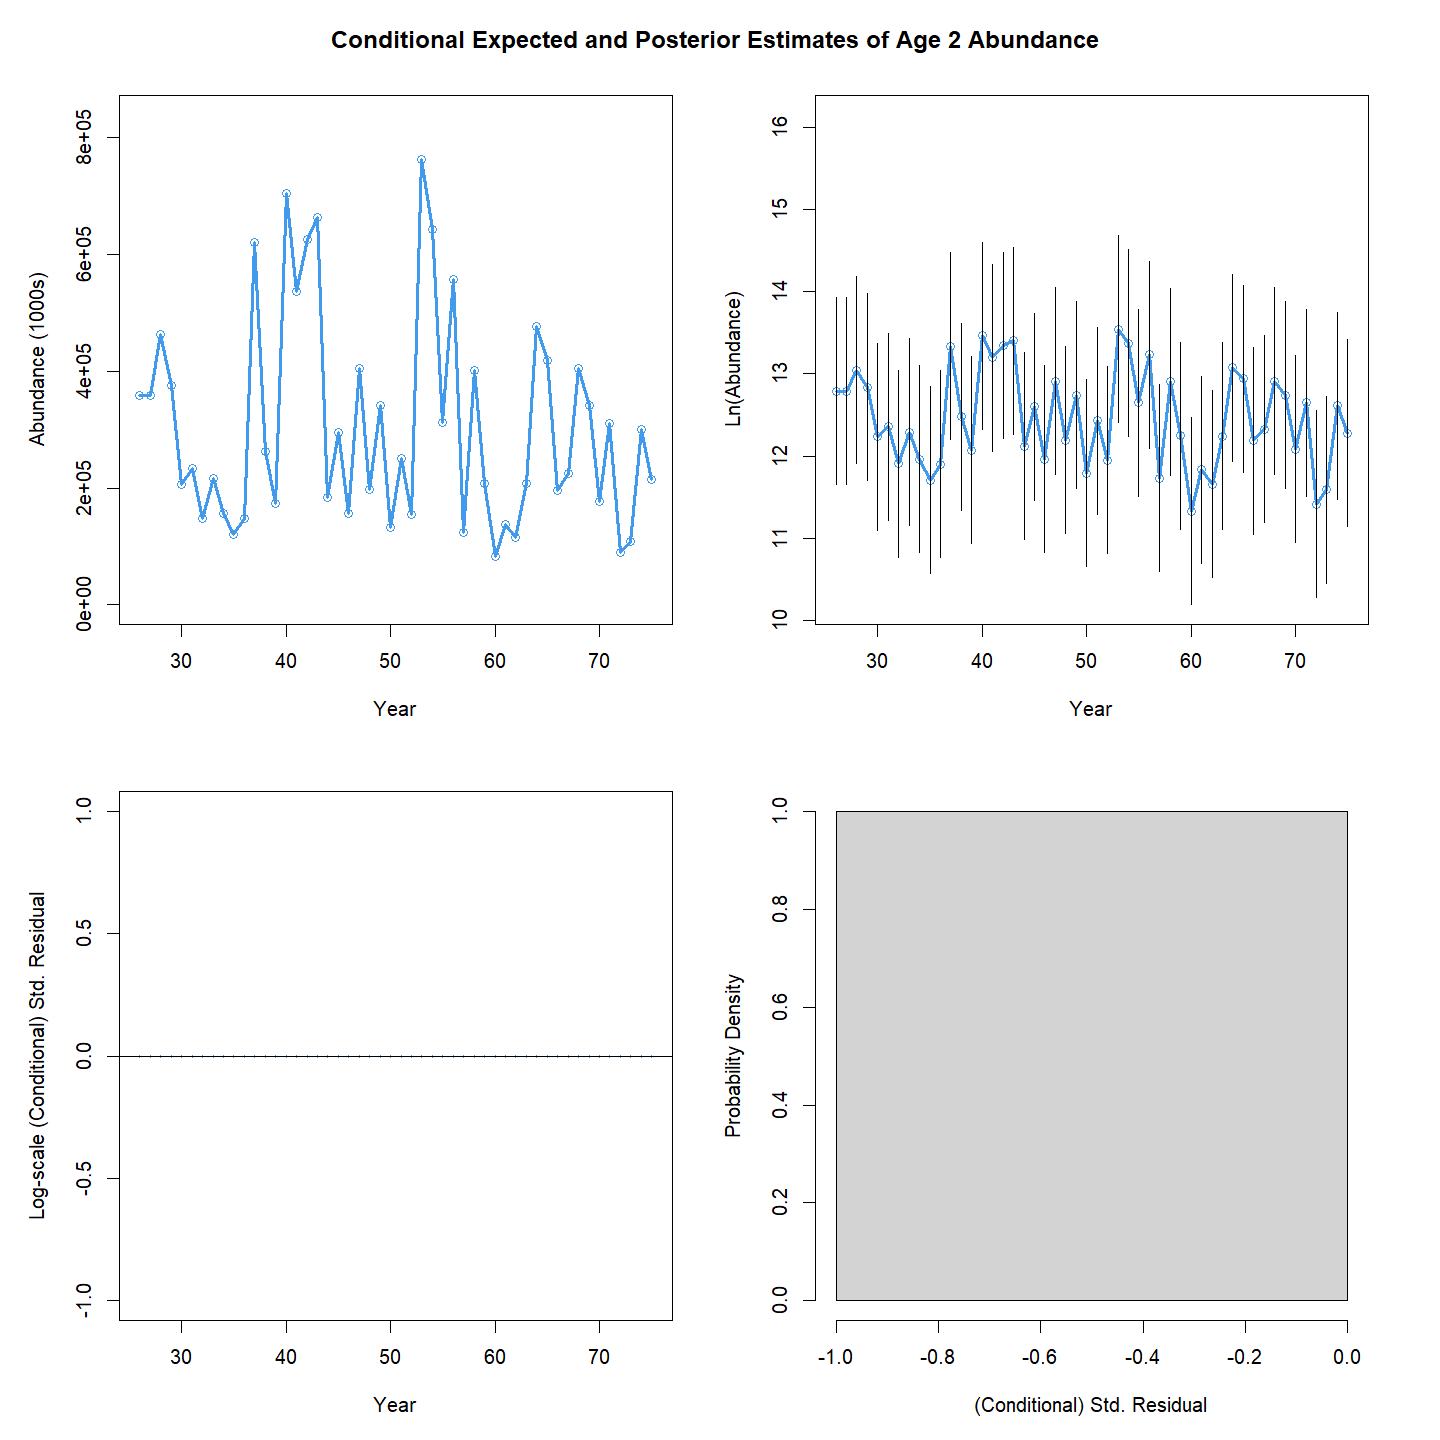 Conditional Expected and Posterior Estimates of Age 2 Abundance
Abundance (1000s)
8e+05
6e+05
4e+05
2e+05
0e+00
30 40 50 60 70
Year
Ln(Abundance)
16
15
14
13
12
11
10
30 40 50 60 70
Year
Log-scale (Conditional) Std. Residual
1.0
0.5
0.0
-0.5
-1.0
30 40 50 60 70
Year
Probability Density
1.0
0.8
0.6
0.4
0.2
0.0
-1.0 -0.8 -0.6 -0.4 -0.2 0.0
(Conditional) Std. Residual